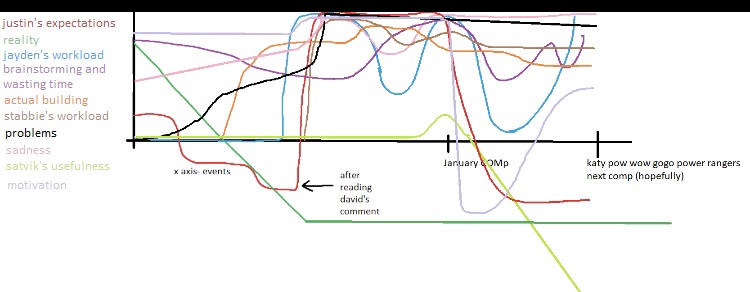 justin's expectations
reality
jayden's workload
brainstorming and
wasting time
actual building
stabbie's workload
problems
sadness
satvik's usefulness
motivation
x axis- events
after
reading
david's
comment
January COMp
katy pow wow gogo power rangers
next comp (hopefully)